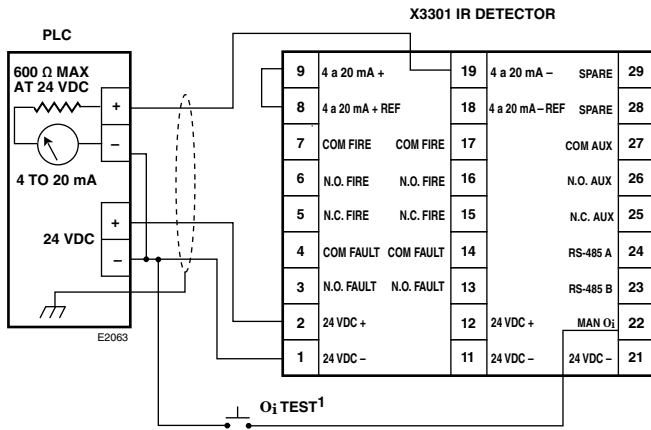 X3301 IR DETECTOR
PLC
600 Ω MAX
AT 24 VDC
+
–
4 TO 20 mA
24 VDC
+
–
E2063
9 4 a 20 mA + 19 4 a 20 mA – SPARE 29
8 4 a 20 mA + REF 18 4 a 20 mA – REF SPARE 28
7 COM FIRE COM FIRE 17 COM AUX 27
6 N.O. FIRE N.O. FIRE 16 N.O. AUX 26
5 N.C. FIRE N.C. FIRE 15 N.C. AUX 25
4 COM FAULT COM FAULT 14 RS-485 A 24
3 N.O. FAULT N.O. FAULT 13 RS-485 B 23
2 24 VDC + 12 24 VDC + MAN Oi 22
1 24 VDC – 11 24 VDC – 24 VDC – 21
Oi TEST1